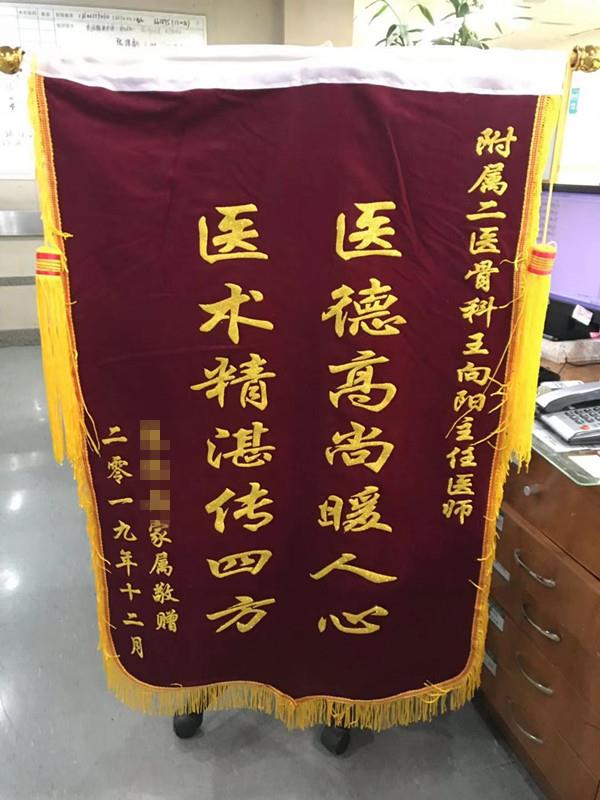 附属二医骨科王向阳主任医师
医德高尚暖人心
医术精湛传四方
家属敬赠
二零一九年十二月